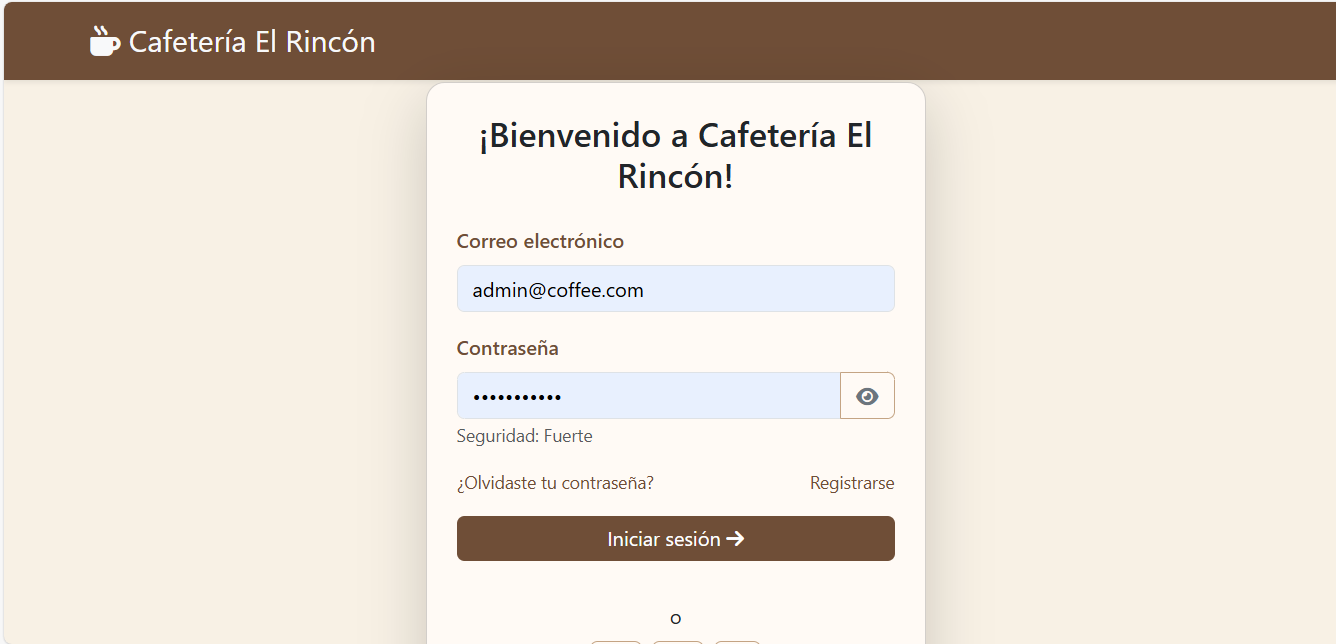 Cafetería El Rincón
¡Bienvenido a Cafetería El
Rincón!
Correo electrónico
admin@coffee.com
Contraseña
•••••••••••
Seguridad: Fuerte
¿Olvidaste tu contraseña? Registrarse
Iniciar sesión →
o